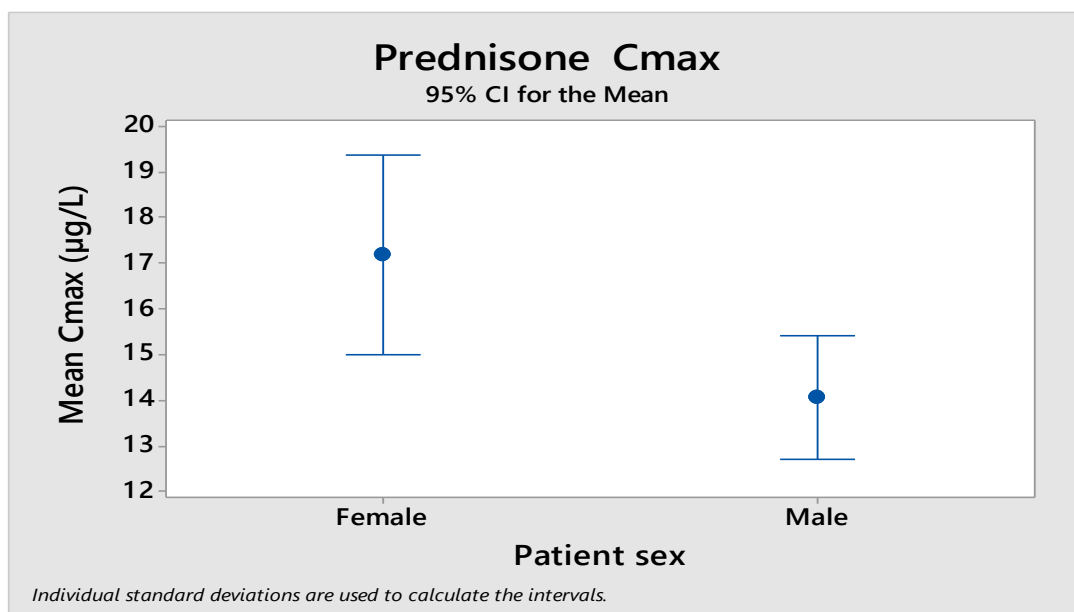 Prednisone Cmax
95% CI for the Mean
Mean Cmax (µg/L)
20
19
18
17
16
15
14
13
12
Female Male
Patient sex
Individual standard deviations are used to calculate the intervals.